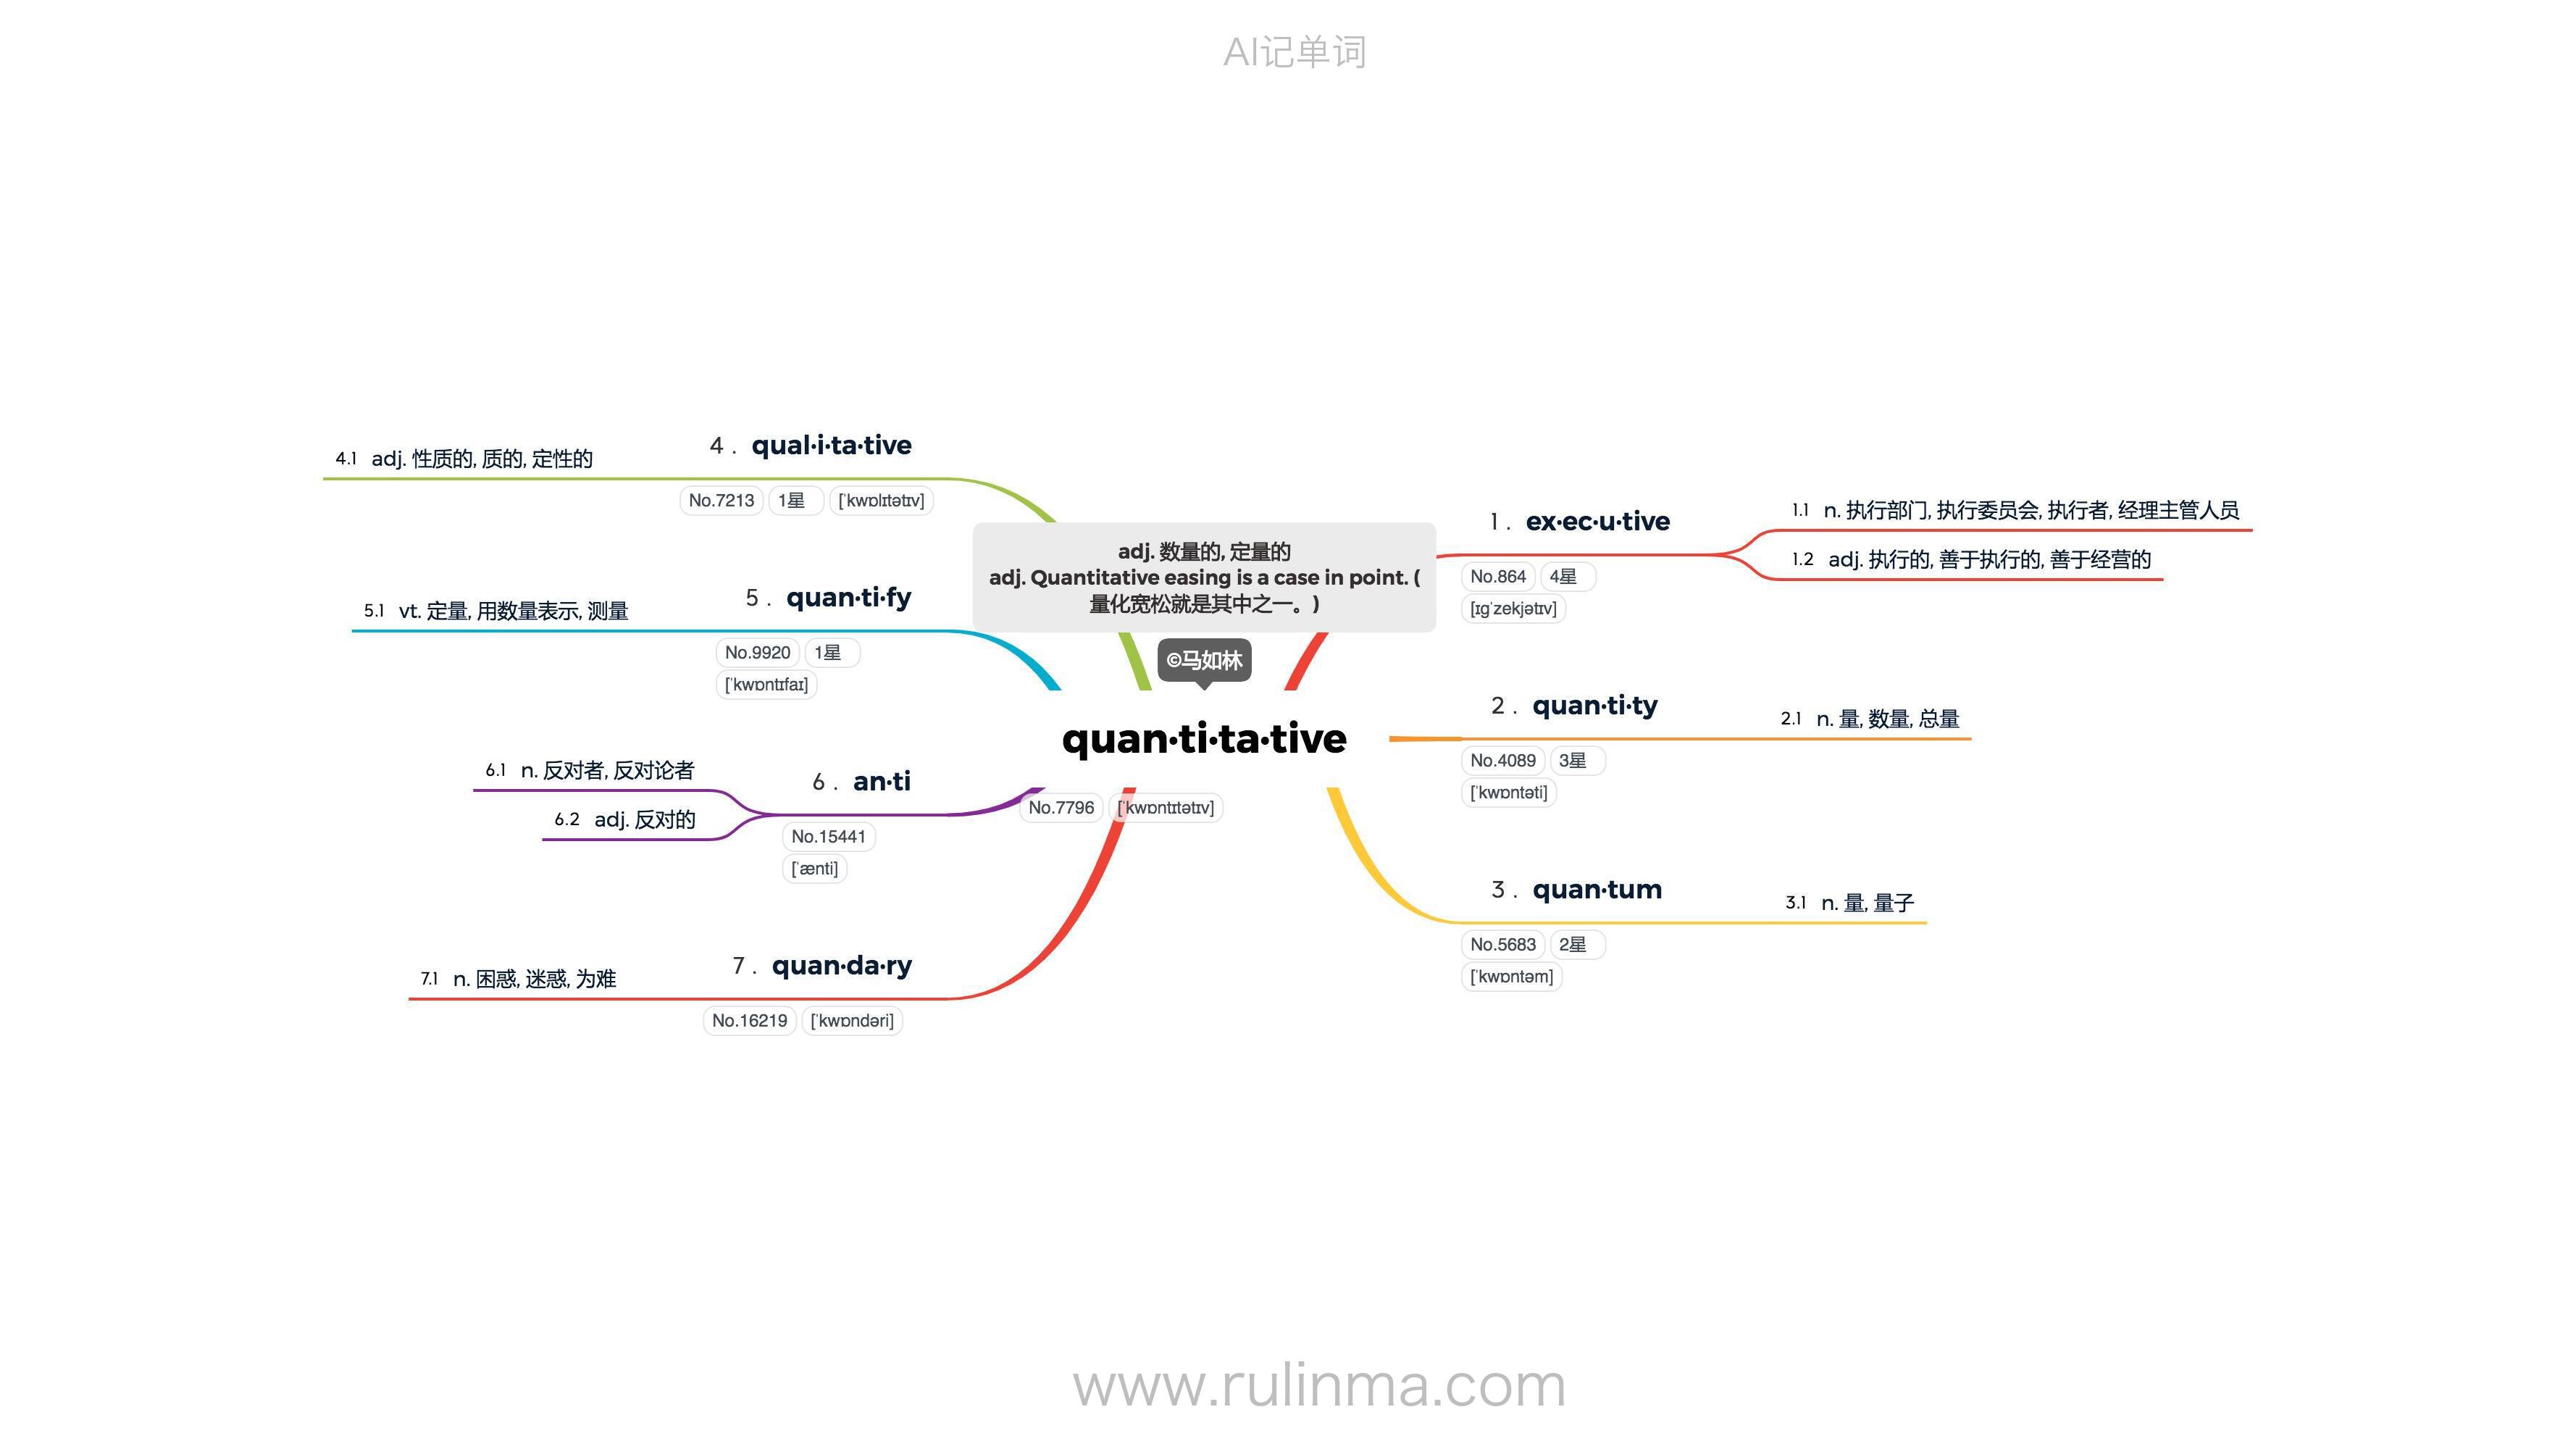 AI记单词
adj. 数量的, 定量的
adj. Quantitative easing is a case in point. (
量化宽松就是其中之一。)
©马如林
quan·ti·ta·tive
No.7796 [ˈkwɒntɪtətɪv]
1. ex·ec·u·tive
No.864 4星
[ɪɡˈzekjətɪv]
1.1 n. 执行部门, 执行委员会, 执行者, 经理主管人员
1.2 adj. 执行的, 善于执行的, 善于经营的
2. quan·ti·ty
No.4089 3星
[ˈkwɒntəti]
2.1 n. 量, 数量, 总量
3. quan·tum
No.5683 2星
[ˈkwɒntəm]
3.1 n. 量, 量子
4. qual·i·ta·tive
No.7213 1星 [ˈkwɒlɪtətɪv]
4.1 adj. 性质的, 质的, 定性的
5. quan·ti·fy
No.9920 1星
[ˈkwɒntɪfaɪ]
5.1 vt. 定量, 用数量表示, 测量
6. an·ti
No.15441
[ˈænti]
6.1 n. 反对者, 反对论者
6.2 adj. 反对的
7. quan·da·ry
No.16219 [ˈkwɒndəri]
7.1 n. 困惑, 迷惑, 为难
www.rulinma.com